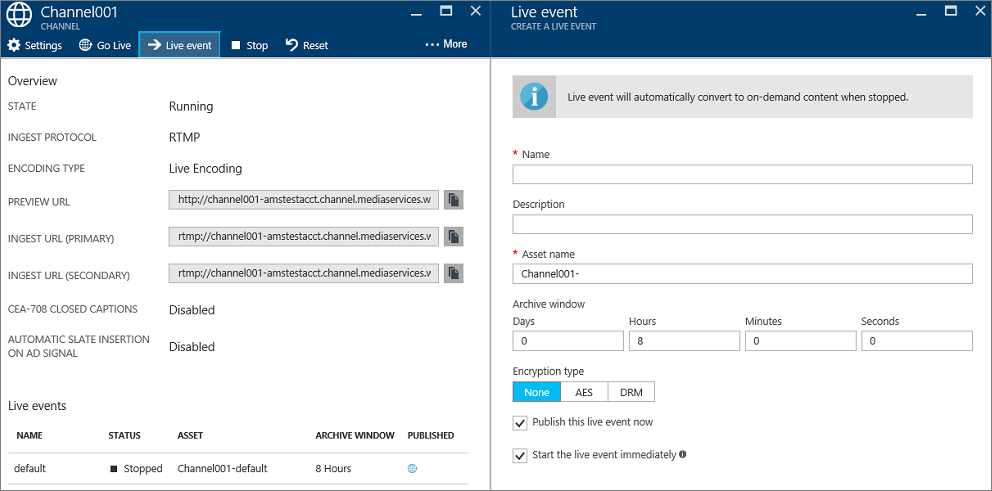 Channel001
CHANNEL
Settings Go Live Live event Stop Reset ••• More
Overview
STATE Running
INGEST PROTOCOL RTMP
ENCODING TYPE Live Encoding
PREVIEW URL http://channel001-amstestacct.channel.mediaservices.w
INGEST URL (PRIMARY) rtmp://channel001-amstestacct.channel.mediaservices.w
INGEST URL (SECONDARY) rtmp://channel001-amstestacct.channel.mediaservices.w
CEA-708 CLOSED CAPTIONS Disabled
AUTOMATIC SLATE INSERTION
ON AD SIGNAL Disabled
Live events
NAME STATUS ASSET ARCHIVE WINDOW PUBLISHED
default Stopped Channel001-default 8 Hours
Live event
CREATE A LIVE EVENT
Live event will automatically convert to on-demand content when stopped.
* Name
Description
* Asset name
Channel001-
Archive window
Days Hours Minutes Seconds
0 8 0 0
Encryption type
None AES DRM
Publish this live event now
Start the live event immediately